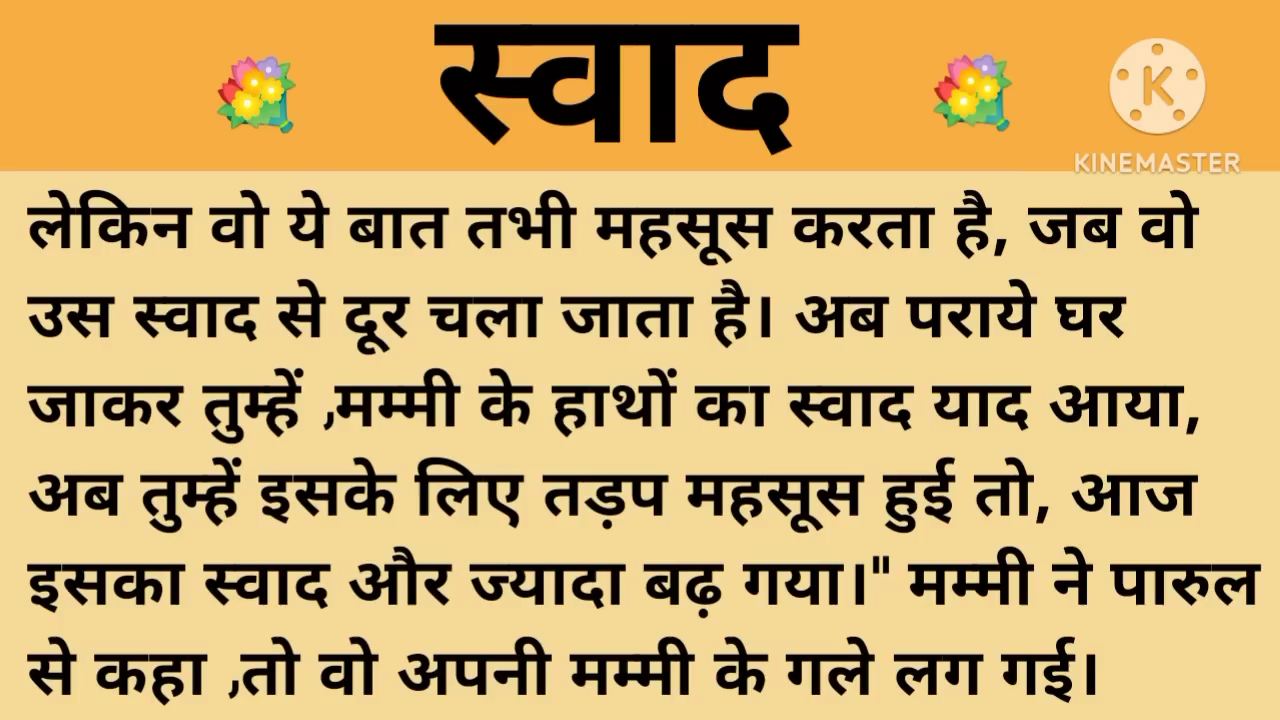 स्वाद
KINEMASTER
लेकिन वो ये बात तभी महसूस करता है, जब वो
उस स्वाद से दूर चला जाता है। अब पराये घर
जाकर तुम्हें ,मम्मी के हाथों का स्वाद याद आया,
अब तुम्हें इसके लिए तड़प महसूस हुई तो, आज
इसका स्वाद और ज्यादा बढ़ गया।" मम्मी ने पारुल
से कहा ,तो वो अपनी मम्मी के गले लग गई।